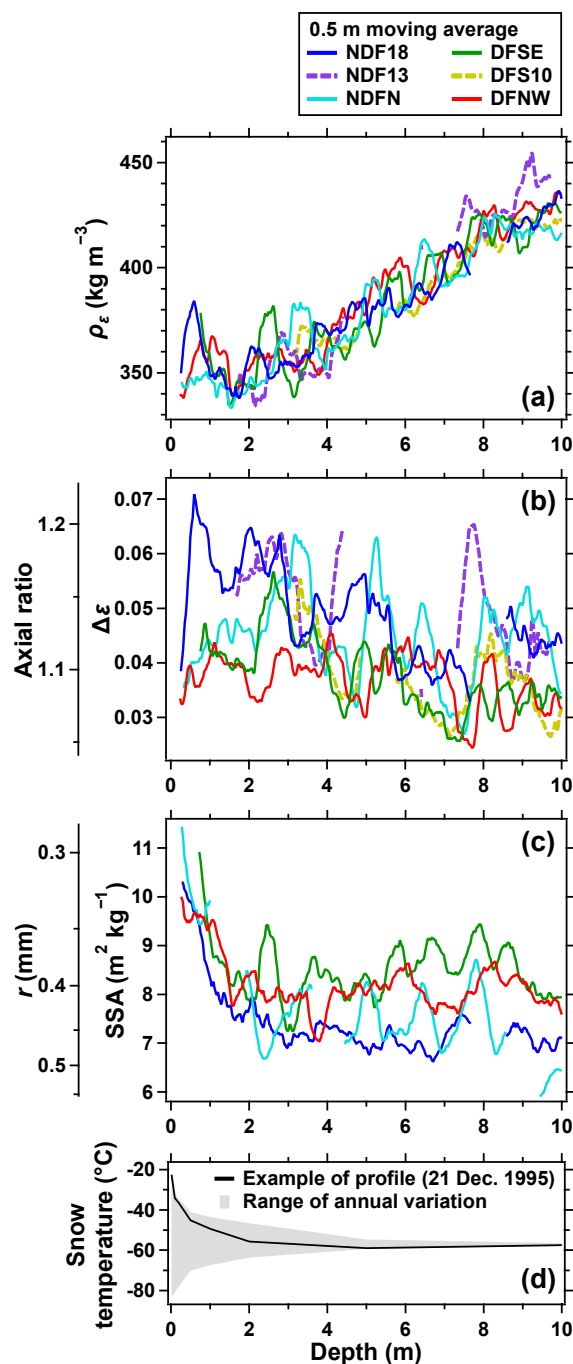 0.5 m moving average
NDF18 DFSE
NDF13 DFS10
NDFN DFNW
450
400
350
ρε (kg m⁻³)
(a)
0 2 4 6 8 10
(b)
1.2
1.1
Axial ratio
0.07
0.06
0.05
0.04
0.03
Δε
0 2 4 6 8 10
(c)
0.3
0.4
0.5
r (mm)
11
10
9
8
7
6
SSA (m² kg⁻¹)
0 2 4 6 8 10
-20
-40
-60
-80
Snow
temperature (°C)
Example of profile (21 Dec. 1995)
Range of annual variation
(d)
0 2 4 6 8 10
Depth (m)